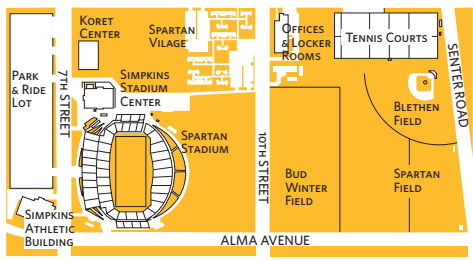 KORET
CENTER
SPARTAN
VILAGE
OFFICES
& LOCKER
ROOMS
TENNIS COURTS
SENTER ROAD
PARK
& RIDE
LOT
7TH STREET
SIMPKINS
STADIUM
CENTER
BLETHEN
FIELD
SPARTAN
STADIUM
10TH STREET
BUD
WINTER
FIELD
SPARTAN
FIELD
SIMPKINS
ATHLETIC
BUILDING
ALMA AVENUE